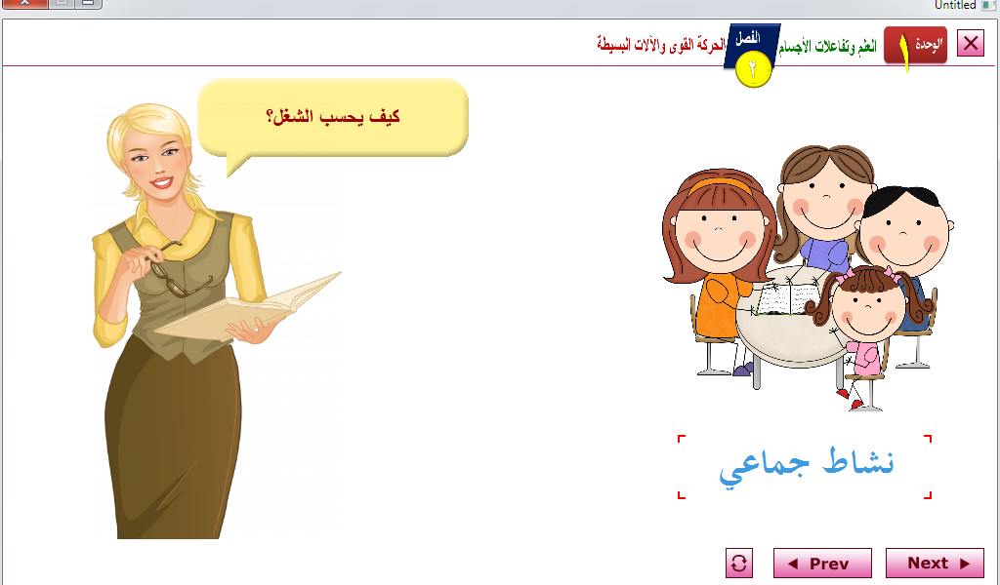 Untitled
الوحدة ١ العلم وتفاعلات الأجسام الفصل ٢ الحركة القوى والآلات البسيطة
كيف يحسب الشغل؟
نشاط جماعي
Prev Next